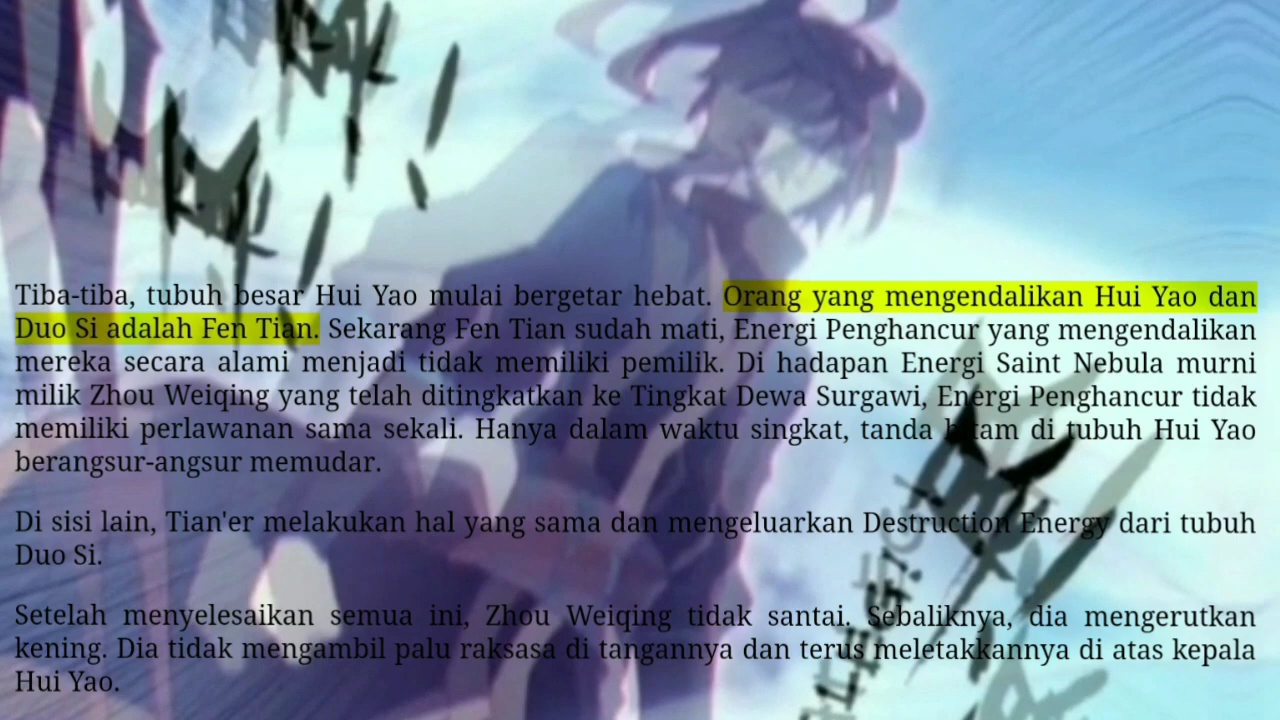 Tiba-tiba, tubuh besar Hui Yao mulai bergetar hebat. Orang yang mengendalikan Hui Yao dan
Duo Si adalah Fen Tian. Sekarang Fen Tian sudah mati, Energi Penghancur yang mengendalikan
mereka secara alami menjadi tidak memiliki pemilik. Di hadapan Energi Saint Nebula murni
milik Zhou Weiqing yang telah ditingkatkan ke Tingkat Dewa Surgawi, Energi Penghancur tidak
memiliki perlawanan sama sekali. Hanya dalam waktu singkat, tanda hitam di tubuh Hui Yao
berangsur-angsur memudar.
Di sisi lain, Tian'er melakukan hal yang sama dan mengeluarkan Destruction Energy dari tubuh
Duo Si.
Setelah menyelesaikan semua ini, Zhou Weiqing tidak santai. Sebaliknya, dia mengerutkan
kening. Dia tidak mengambil palu raksasa di tangannya dan terus meletakkannya di atas kepala
Hui Yao.